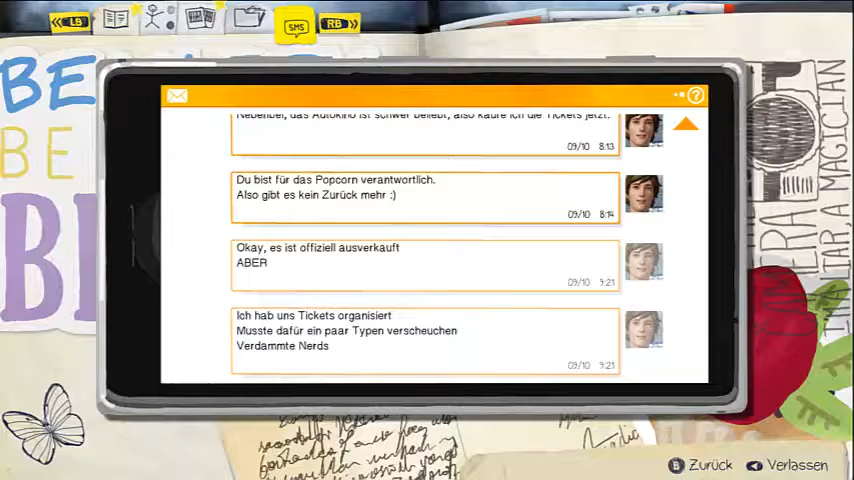 LB
SMS
RB
Nebenbei, das Autokino ist schwer beliebt, also kaufe ich die Tickets jetzt.
09/10 8:13
Du bist für das Popcorn verantwortlich.
Also gibt es kein Zurück mehr :)
09/10 8:14
Okay, es ist offiziell ausverkauft
ABER
09/10 9:21
Ich hab uns Tickets organisiert
Musste dafür ein paar Typen verscheuchen
Verdammte Nerds
09/10 9:21
BE
BE
CAMERA
MAGICIAN
B Zurück
Verlassen